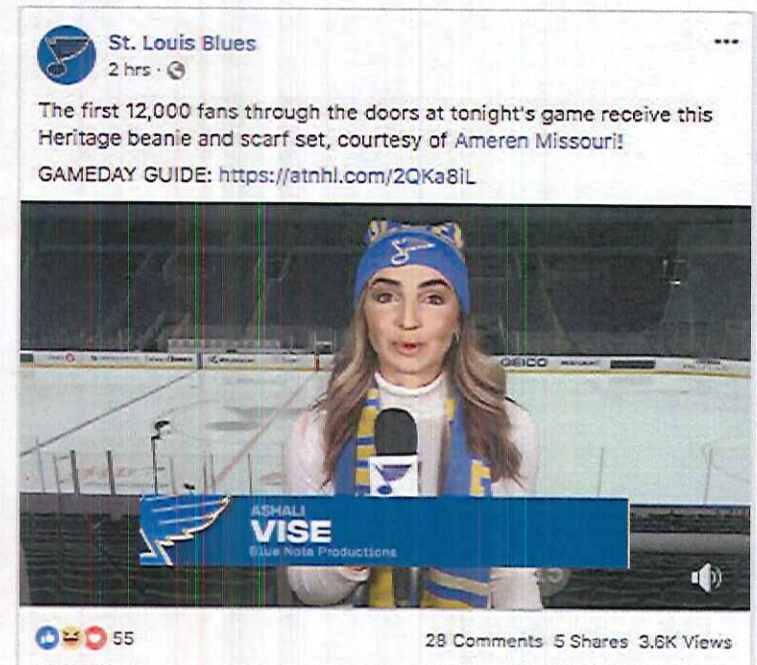 St. Louis Blues
2 hrs ·
The first 12,000 fans through the doors at tonight's game receive this
Heritage beanie and scarf set, courtesy of Ameren Missouri!
GAMEDAY GUIDE: https://atnhl.com/2QKa8iL
GEICO
ASHALI
VISE
Blue Note Productions
55
28 Comments 5 Shares 3.6K Views